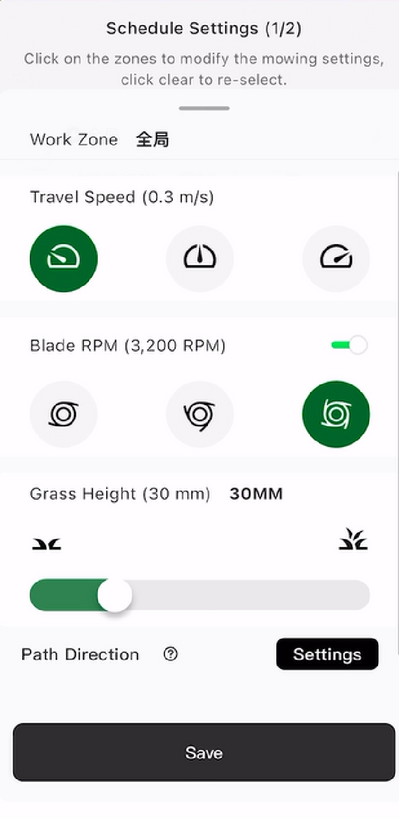 Schedule Settings (1/2)
Click on the zones to modify the mowing settings,
click clear to re-select.
Work Zone 全局
Travel Speed (0.3 m/s)
Blade RPM (3,200 RPM)
Grass Height (30 mm) 30MM
Path Direction ? Settings
Save